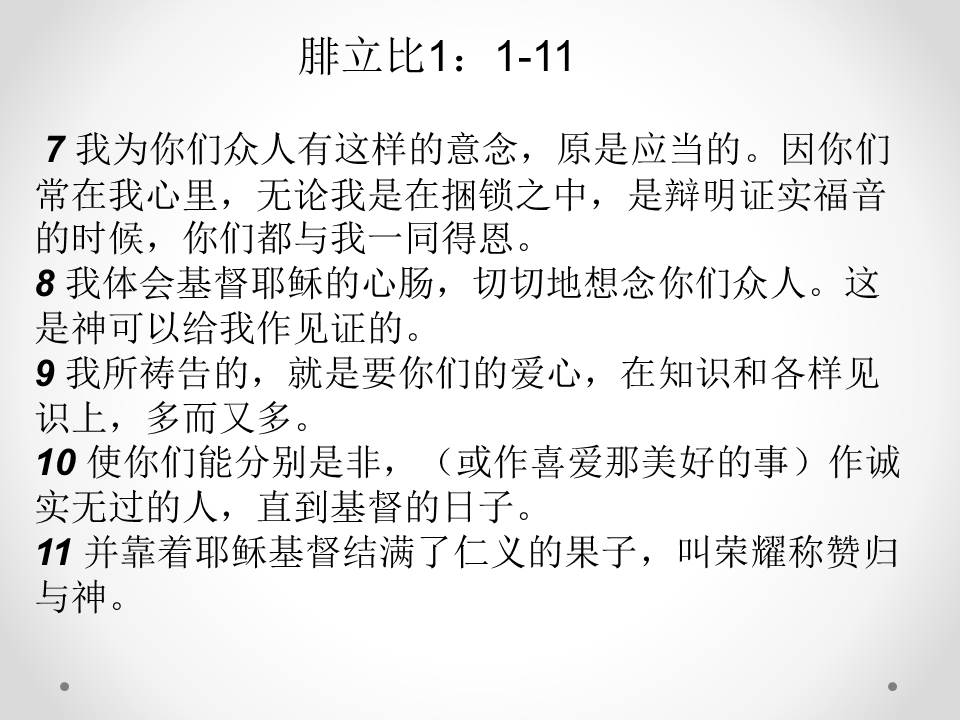 腓立比1：1-11
7 我为你们众人有这样的意念，原是应当的。因你们
常在我心里，无论我是在捆锁之中，是辩明证实福音
的时候，你们都与我一同得恩。
8 我体会基督耶稣的心肠，切切地想念你们众人。这
是神可以给我作见证的。
9 我所祷告的，就是要你们的爱心，在知识和各样见
识上，多而又多。
10 使你们能分别是非，（或作喜爱那美好的事）作诚
实无过的人，直到基督的日子。
11 并靠着耶稣基督结满了仁义的果子，叫荣耀称赞归
与神。